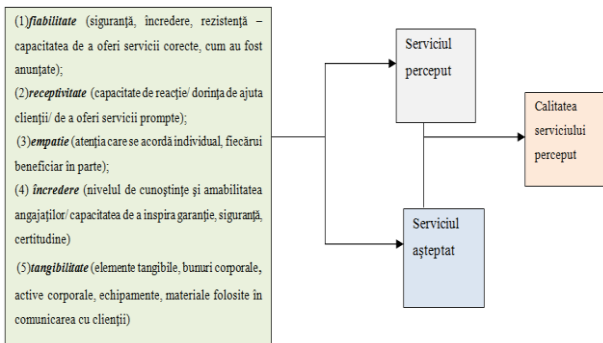 (1)fiabilitate (siguranță, încredere, rezistență –
capacitatea de a oferi servicii corecte, cum au fost
anunțate);
(2)receptivitate (capacitate de reacție/ dorința de ajuta
clienții/ de a oferi servicii prompte);
(3)empatie (atenția care se acordă individual, fiecărui
beneficiar în parte);
(4) încredere (nivelul de cunoștințe și amabilitatea
angajaților/ capacitatea de a inspira garanție, siguranță,
certitudine)
(5)tangibilitate (elemente tangibile, bunuri corporale,
active corporale, echipamente, materiale folosite în
comunicarea cu clienții)
Serviciul
perceput
Serviciul
așteptat
Calitatea
serviciului
perceput